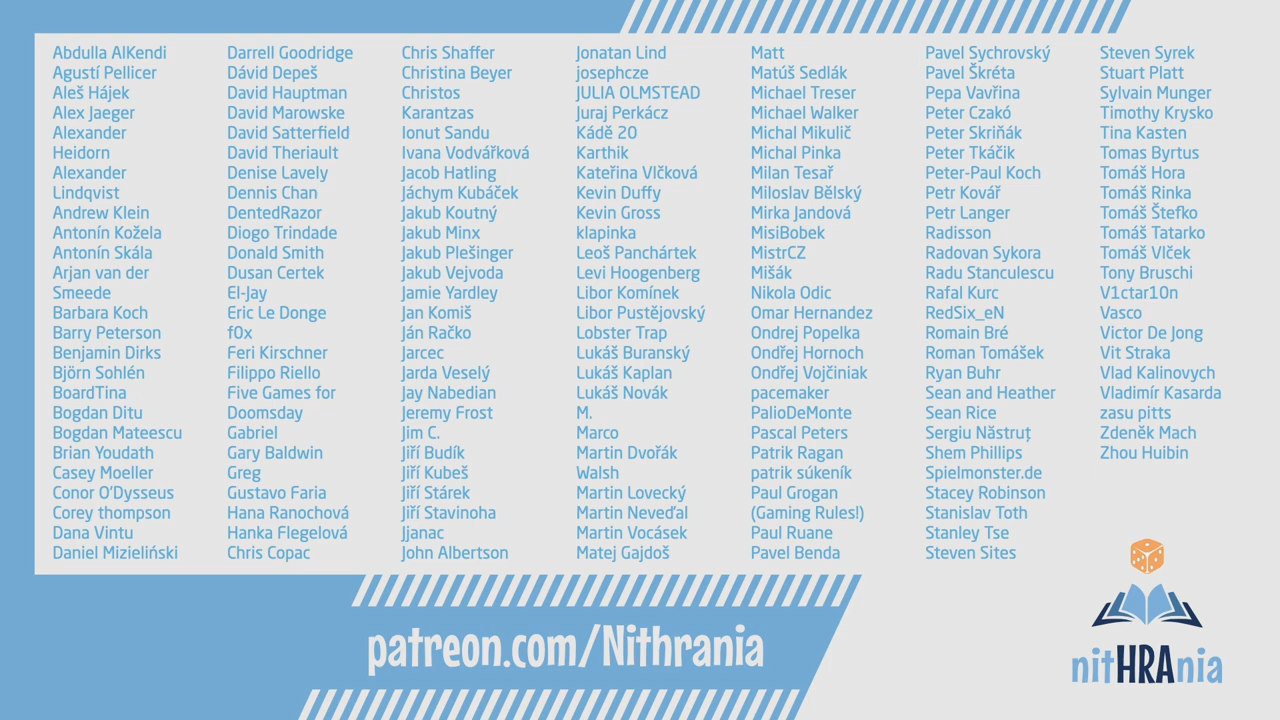 Abdulla AlKendi
Agustí Pellicer
Aleš Hájek
Alex Jaeger
Alexander
Heidorn
Alexander
Lindqvist
Andrew Klein
Antonín Kožela
Antonín Skála
Arjan van der
Smeede
Barbara Koch
Barry Peterson
Benjamin Dirks
Björn Sohlén
BoardTina
Bogdan Ditu
Bogdan Mateescu
Brian Youdath
Casey Moeller
Conor O'Dysseus
Corey thompson
Dana Vintu
Daniel Mizieliński
Darrell Goodridge
Dávid Depeš
David Hauptman
David Marowske
David Satterfield
David Theriault
Denise Lavely
Dennis Chan
DentedRazor
Diogo Trindade
Donald Smith
Dusan Certek
El-Jay
Eric Le Donge
f0x
Feri Kirschner
Filippo Riello
Five Games for
Doomsday
Gabriel
Gary Baldwin
Greg
Gustavo Faria
Hana Ranochová
Hanka Flegelová
Chris Copac
Chris Shaffer
Christina Beyer
Christos
Karantzas
Ionut Sandu
Ivana Vodvářková
Jacob Hatling
Jáchym Kubáček
Jakub Koutný
Jakub Minx
Jakub Plešinger
Jakub Vejvoda
Jamie Yardley
Jan Komiš
Ján Račko
Jarcec
Jarda Veselý
Jay Nabedian
Jeremy Frost
Jim C.
Jiří Budík
Jiří Kubeš
Jiří Stárek
Jiří Stavinoha
Jjanac
John Albertson
Jonatan Lind
josephcze
JULIA OLMSTEAD
Juraj Perkácz
Kádě 20
Karthik
Kateřina Vlčková
Kevin Duffy
Kevin Gross
klapinka
Leoš Panchártek
Levi Hoogenberg
Libor Komínek
Libor Pustějovský
Lobster Trap
Lukáš Buranský
Lukáš Kaplan
Lukáš Novák
M.
Marco
Martin Dvořák
Walsh
Martin Lovecký
Martin Neveďal
Martin Vocásek
Matej Gajdoš
Matt
Matúš Sedlák
Michael Treser
Michael Walker
Michal Mikulič
Michal Pinka
Milan Tesař
Miloslav Bělský
Mirka Jandová
MisiBobek
MistrCZ
Mišák
Nikola Odic
Omar Hernandez
Ondrej Popelka
Ondřej Hornoch
Ondřej Vojčiniak
pacemaker
PalioDeMonte
Pascal Peters
Patrik Ragan
patrik súkeník
Paul Grogan
(Gaming Rules!)
Paul Ruane
Pavel Benda
Pavel Sychrovský
Pavel Škréta
Pepa Vavřina
Peter Czakó
Peter Skriňák
Peter Tkáčik
Peter-Paul Koch
Petr Kovář
Petr Langer
Radisson
Radovan Sykora
Radu Stanculescu
Rafal Kurc
RedSix_eN
Romain Bré
Roman Tomášek
Ryan Buhr
Sean and Heather
Sean Rice
Sergiu Năstruț
Shem Phillips
Spielmonster.de
Stacey Robinson
Stanislav Toth
Stanley Tse
Steven Sites
Steven Syrek
Stuart Platt
Sylvain Munger
Timothy Krysko
Tina Kasten
Tomas Byrtus
Tomáš Hora
Tomáš Rinka
Tomáš Štefko
Tomáš Tatarko
Tomáš Vlček
Tony Bruschi
V1ctar10n
Vasco
Victor De Jong
Vit Straka
Vlad Kalinovych
Vladimír Kasarda
zasu pitts
Zdeněk Mach
Zhou Huibin
patreon.com/Nithrania
nitHRAnia